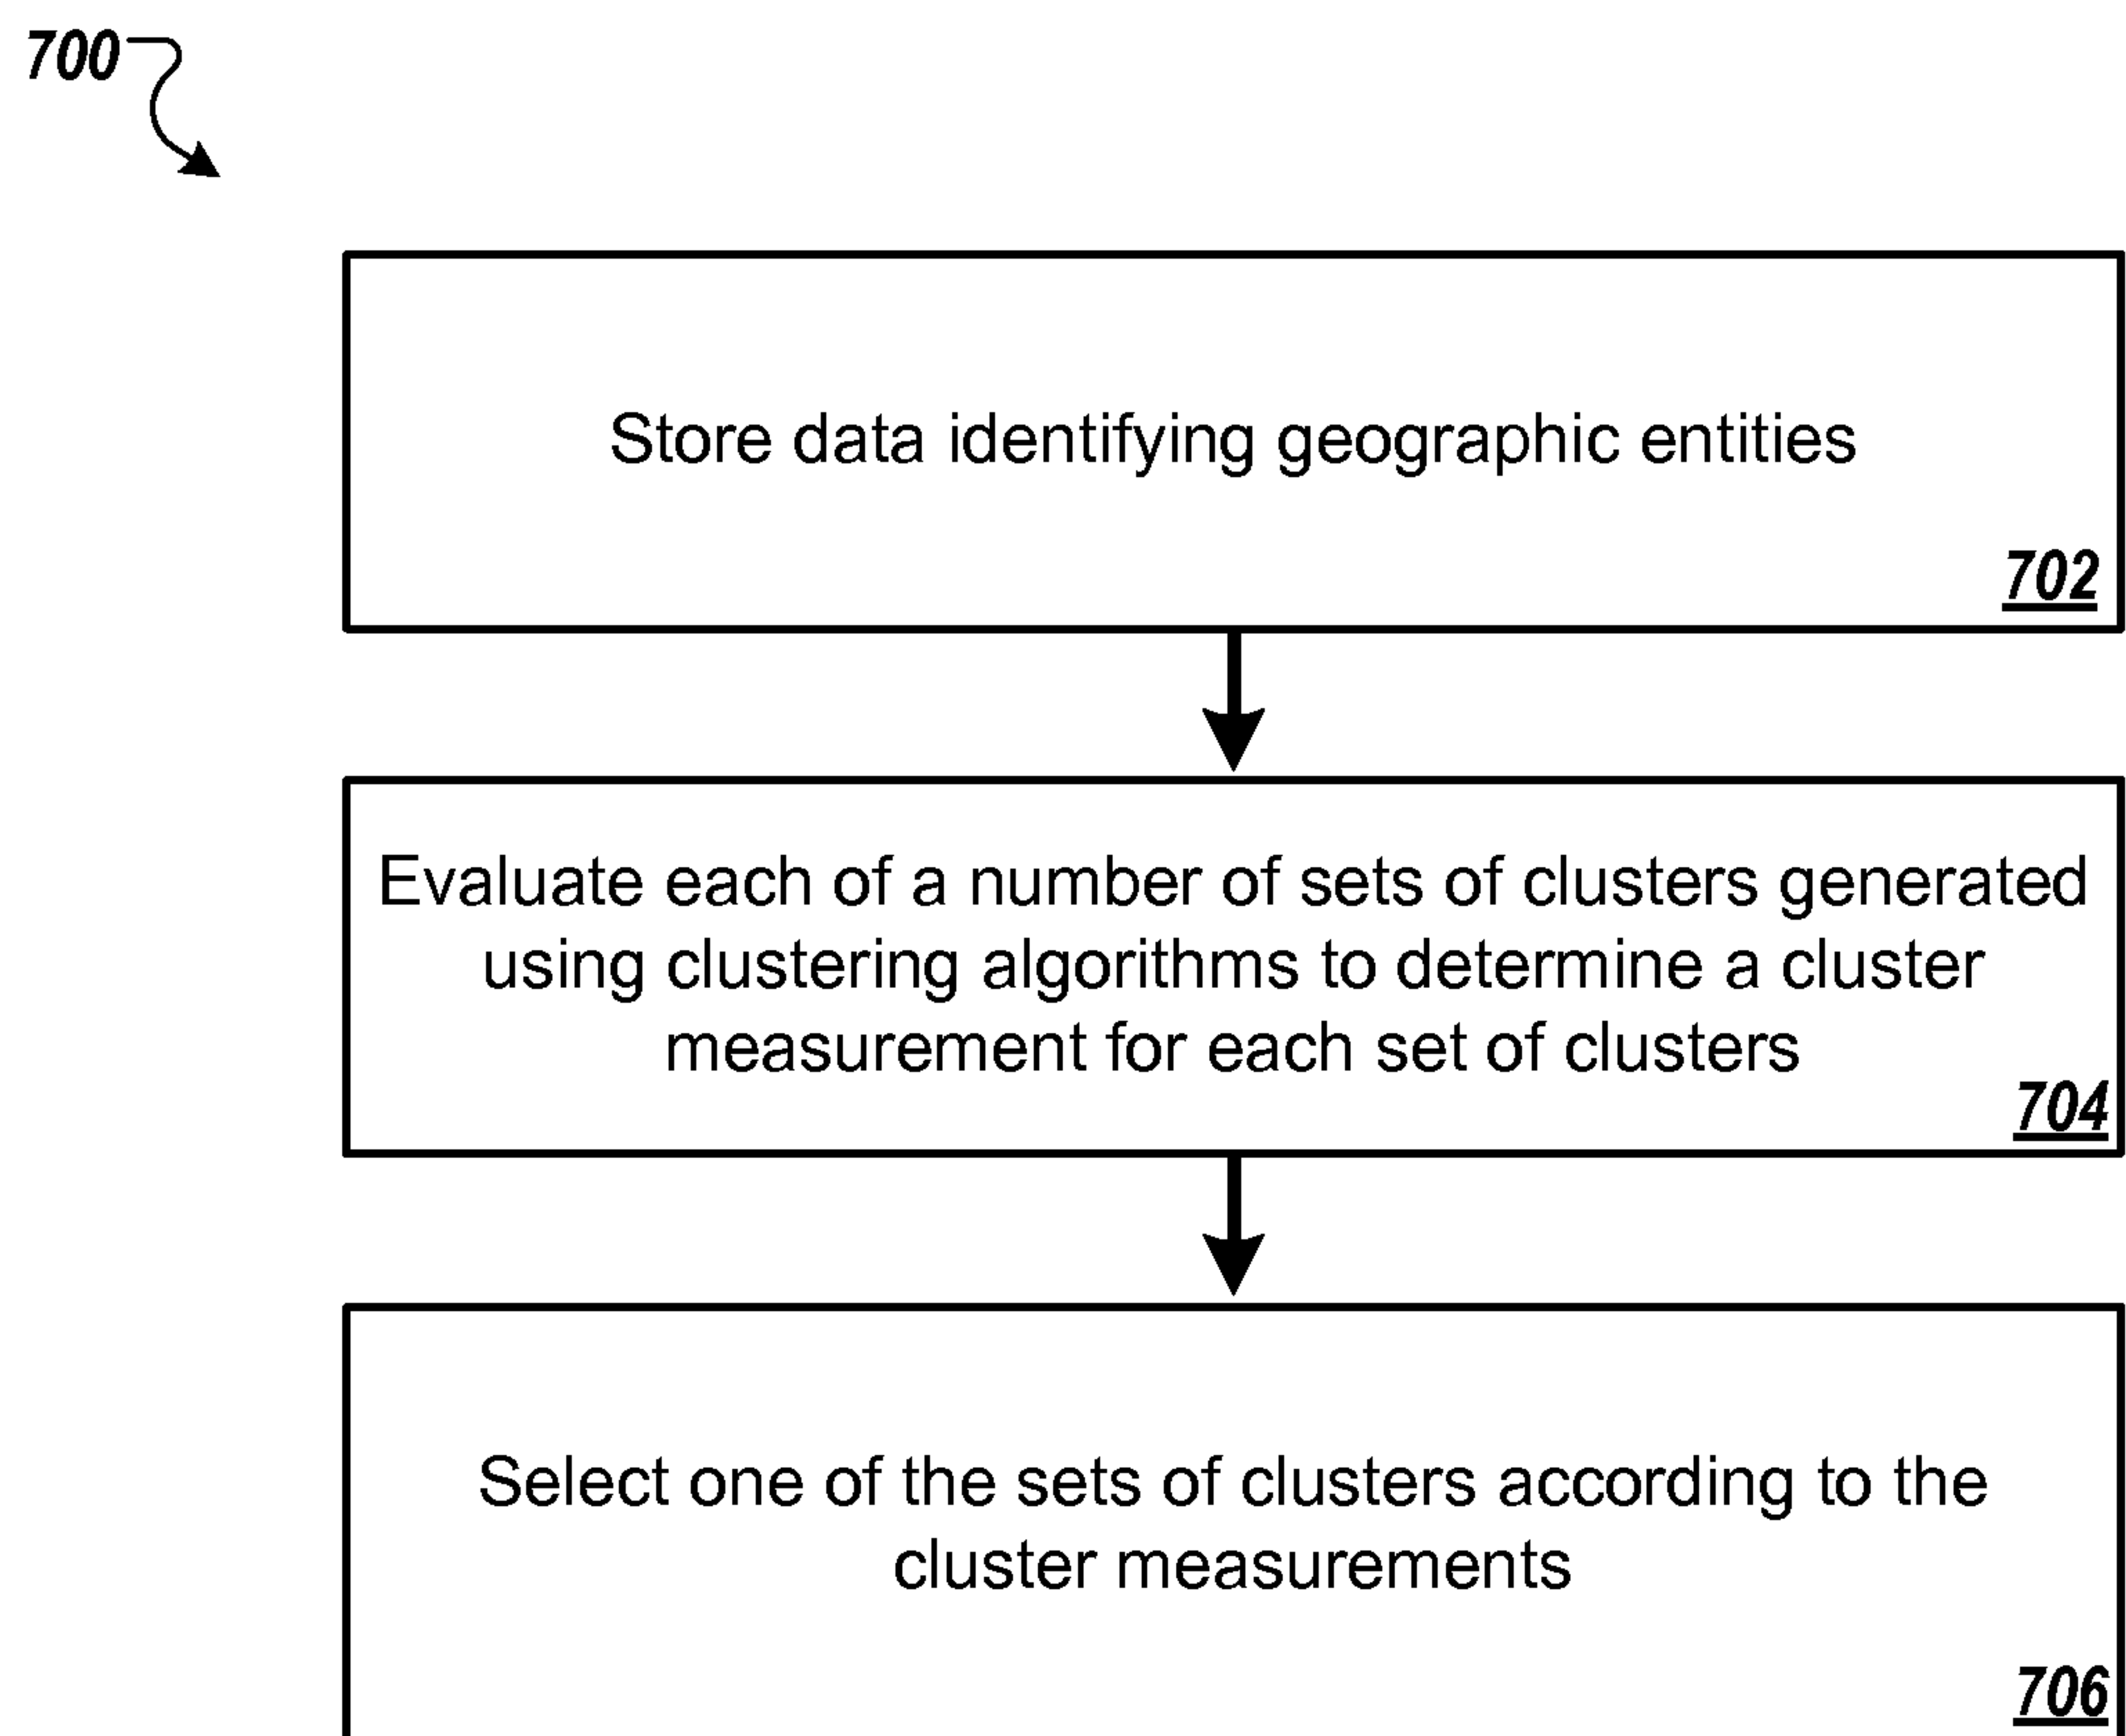 700
Store data identifying geographic entities
702
Evaluate each of a number of sets of clusters generated
using clustering algorithms to determine a cluster
measurement for each set of clusters
704
Select one of the sets of clusters according to the
cluster measurements
706